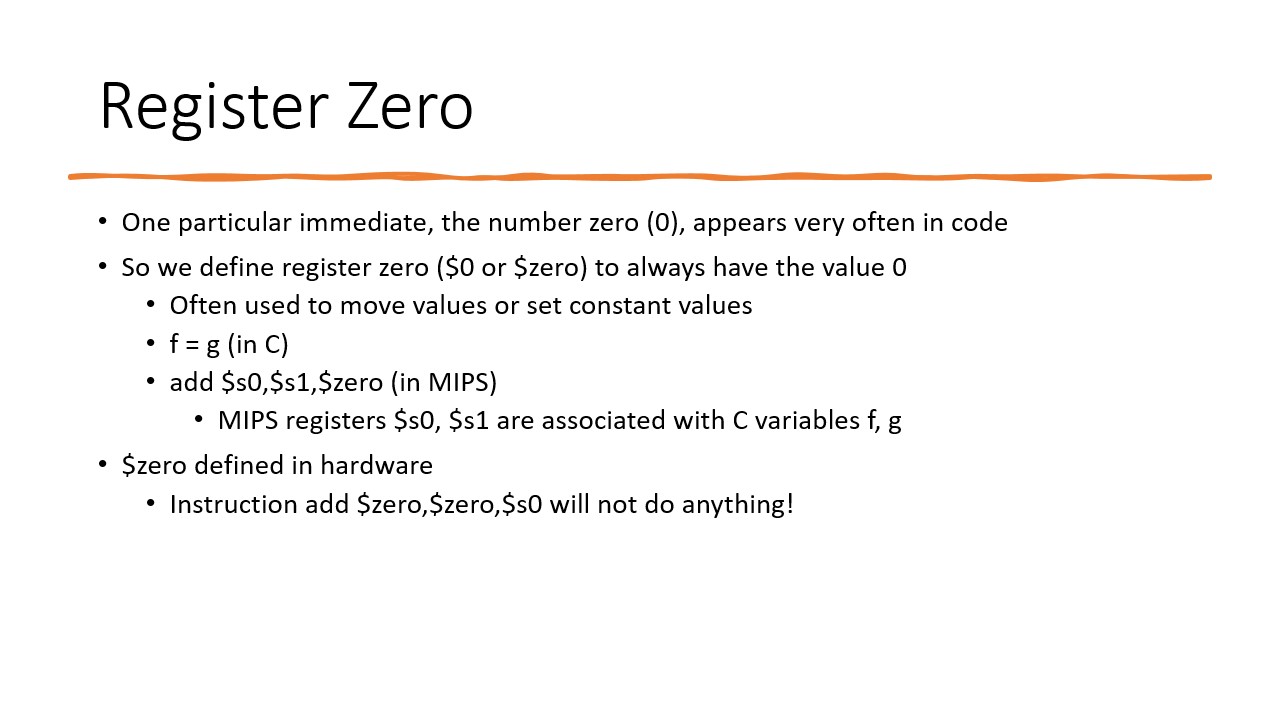 Register Zero
• One particular immediate, the number zero (0), appears very often in code
• So we define register zero ($0 or $zero) to always have the value 0
• Often used to move values or set constant values
• f = g (in C)
• add $s0,$s1,$zero (in MIPS)
• MIPS registers $s0, $s1 are associated with C variables f, g
• $zero defined in hardware
• Instruction add $zero,$zero,$s0 will not do anything!